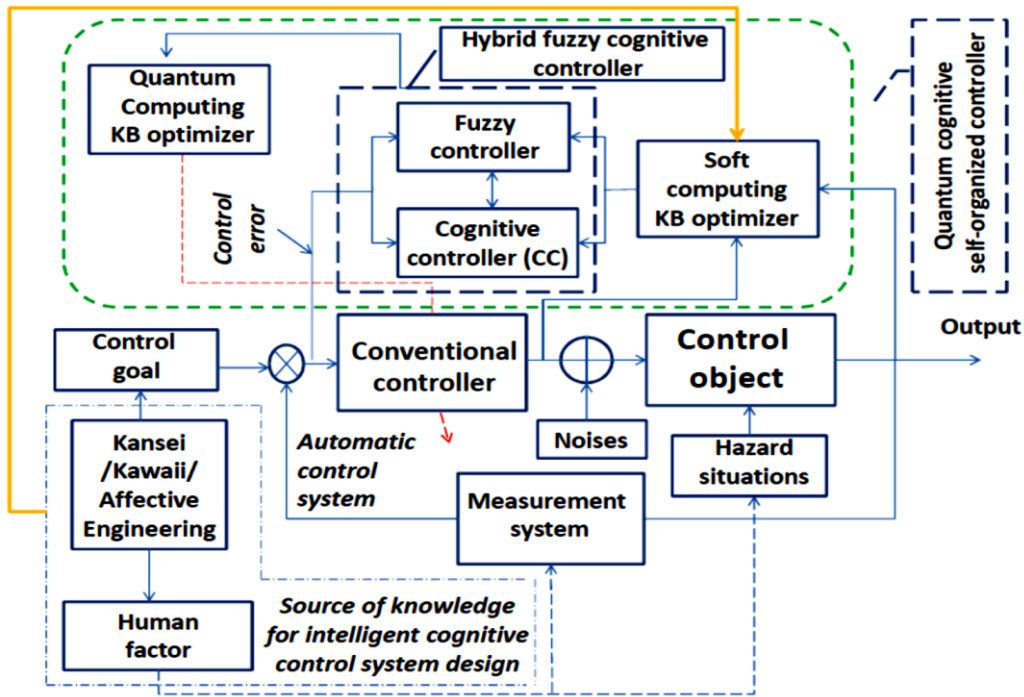 Hybrid fuzzy cognitive
controller
Quantum
Computing
KB optimizer
Fuzzy
controller
Soft
computing
KB optimizer
Cognitive
controller (CC)
Control
error
Quantum cognitive
self-organized controller
Output
Control
goal
Conventional
controller
Control
object
Noises
Hazard
situations
Kansei
/Kawaii/
Affective
Engineering
Automatic
control
system
Measurement
system
Human
factor
Source of knowledge
for intelligent cognitive
control system design